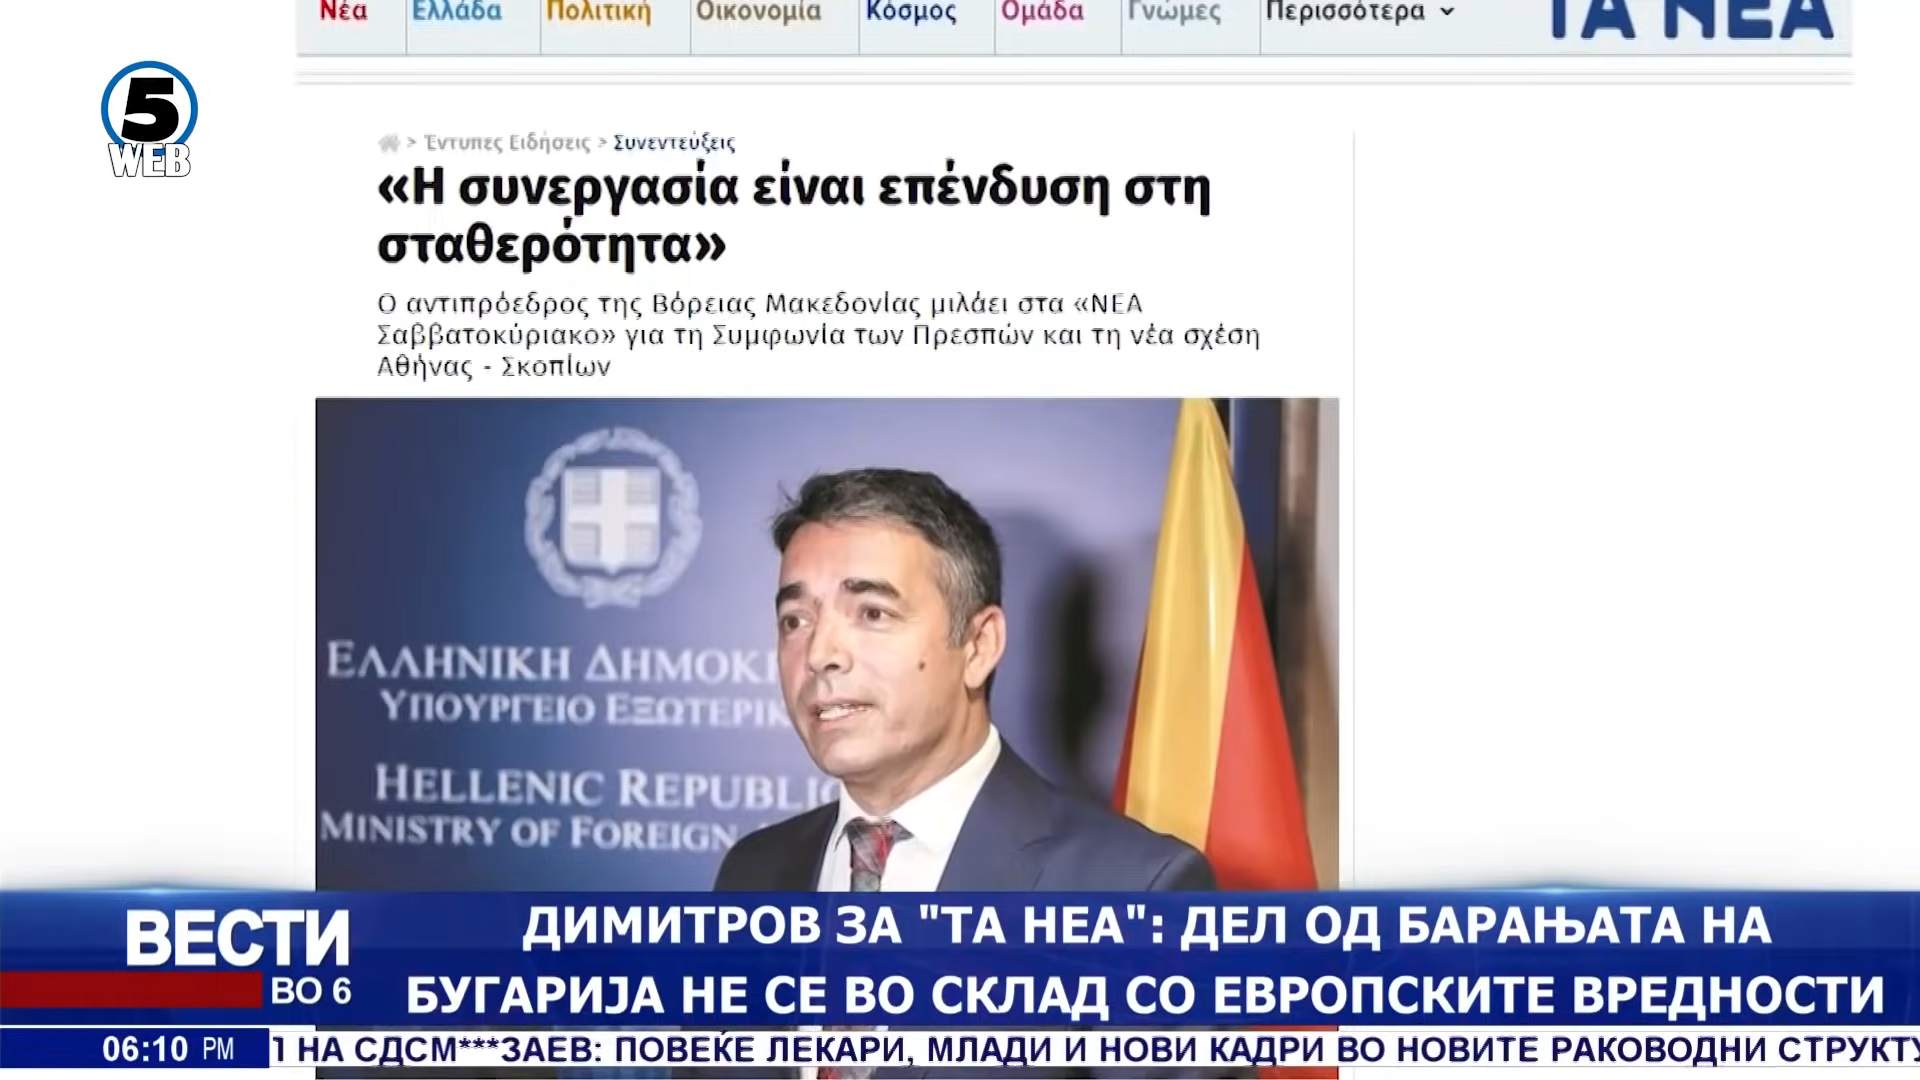 Νέα
Ελλάδα
Πολιτική
Οικονομία
Κόσμος
Ομάδα
Γνώμες
Περισσότερα
ΤΑ ΝΕΑ
5
WEB
> Έντυπες Ειδήσεις > Συνεντεύξεις
«Η συνεργασία είναι επένδυση στη
σταθερότητα»
Ο αντιπρόεδρος της Βόρειας Μακεδονίας μιλάει στα «ΝΕΑ
Σαββατοκύριακο» για τη Συμφωνία των Πρεσπών και τη νέα σχέση
Αθήνας - Σκοπίων
ΕΛΛΗΝΙΚΗ ΔΗΜΟΚ
ΥΠΟΥΡΓΕΙΟ ΕΞΩΤΕΡΙΚ
HELLENIC REPUBLIC
MINISTRY OF FOREIGN
ВЕСТИ
ВО 6
ДИМИТРОВ ЗА "ТА НЕА": ДЕЛ ОД БАРАЊАТА НА
БУГАРИЈА НЕ СЕ ВО СКЛАД СО ЕВРОПСКИТЕ ВРЕДНОСТИ
06:10 PM
НА СДСМ***ЗАЕВ: ПОВЕЌЕ ЛЕКАРИ, МЛАДИ И НОВИ КАДРИ ВО НОВИТЕ РАКОВОДНИ СТРУКТУ